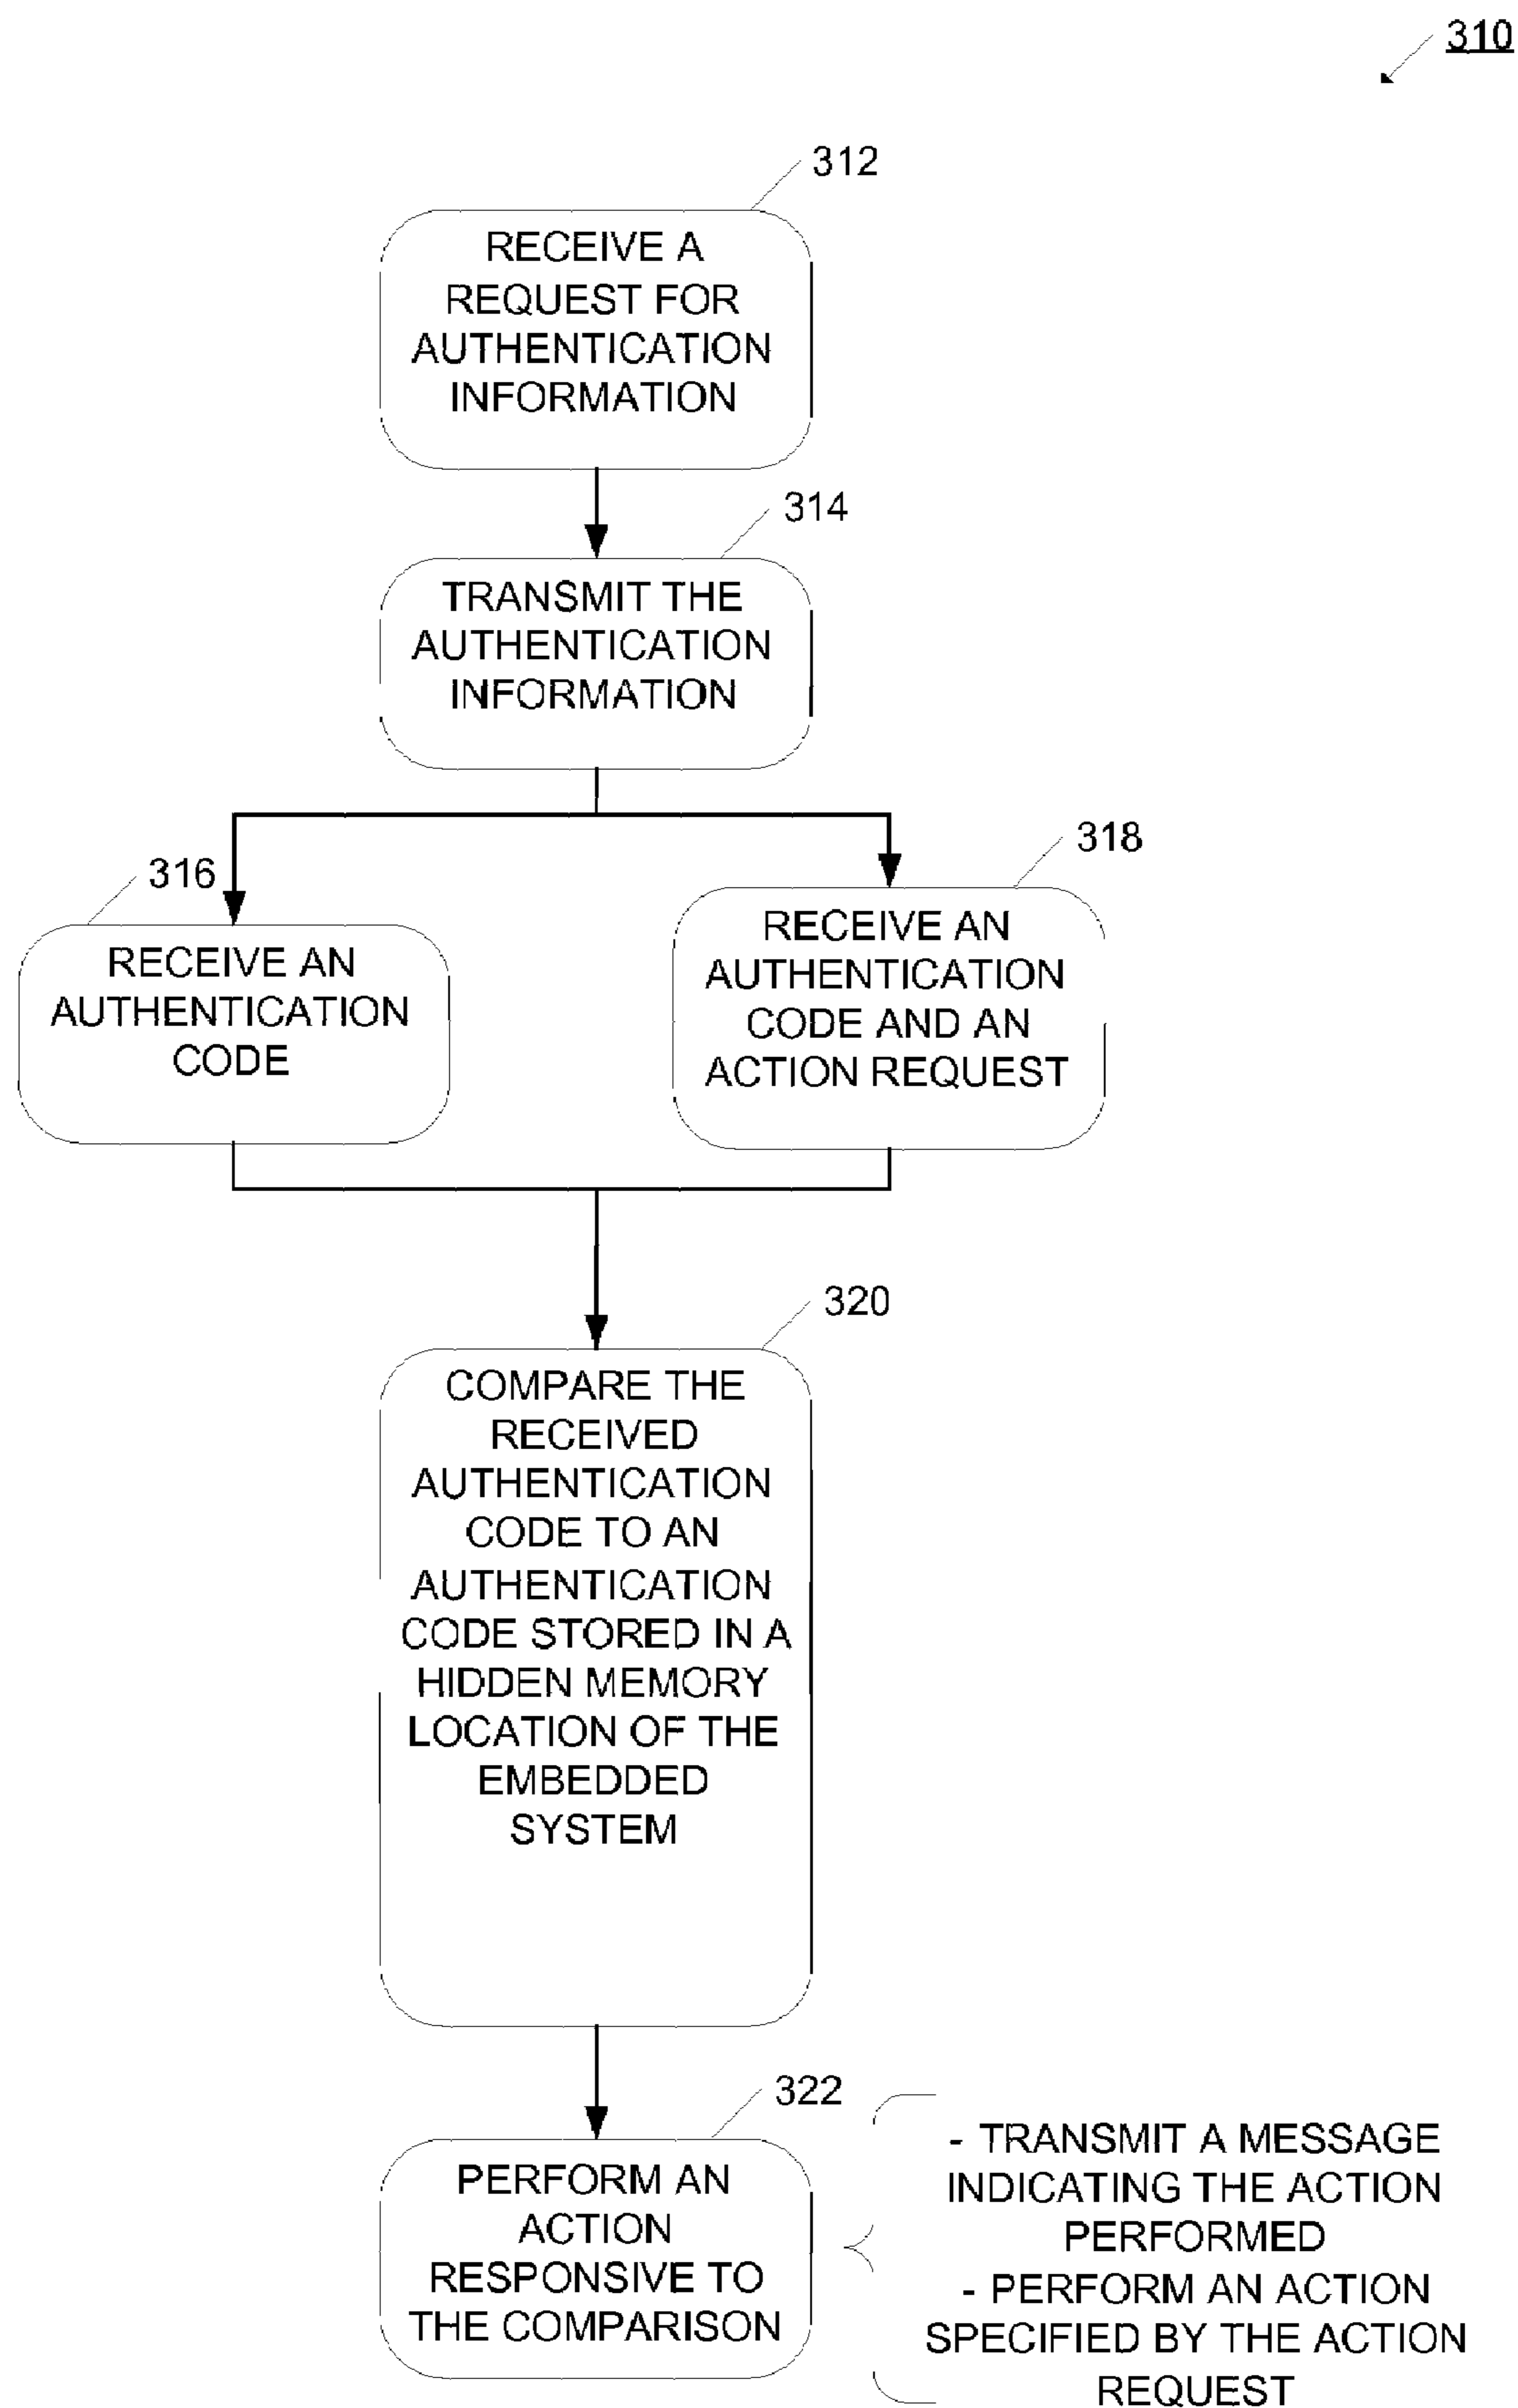 310
312
RECEIVE A
REQUEST FOR
AUTHENTICATION
INFORMATION
314
TRANSMIT THE
AUTHENTICATION
INFORMATION
316
RECEIVE AN
AUTHENTICATION
CODE
318
RECEIVE AN
AUTHENTICATION
CODE AND AN
ACTION REQUEST
320
COMPARE THE
RECEIVED
AUTHENTICATION
CODE TO AN
AUTHENTICATION
CODE STORED IN A
HIDDEN MEMORY
LOCATION OF THE
EMBEDDED
SYSTEM
322
PERFORM AN
ACTION
RESPONSIVE TO
THE COMPARISON
- TRANSMIT A MESSAGE
INDICATING THE ACTION
PERFORMED
- PERFORM AN ACTION
SPECIFIED BY THE ACTION
REQUEST